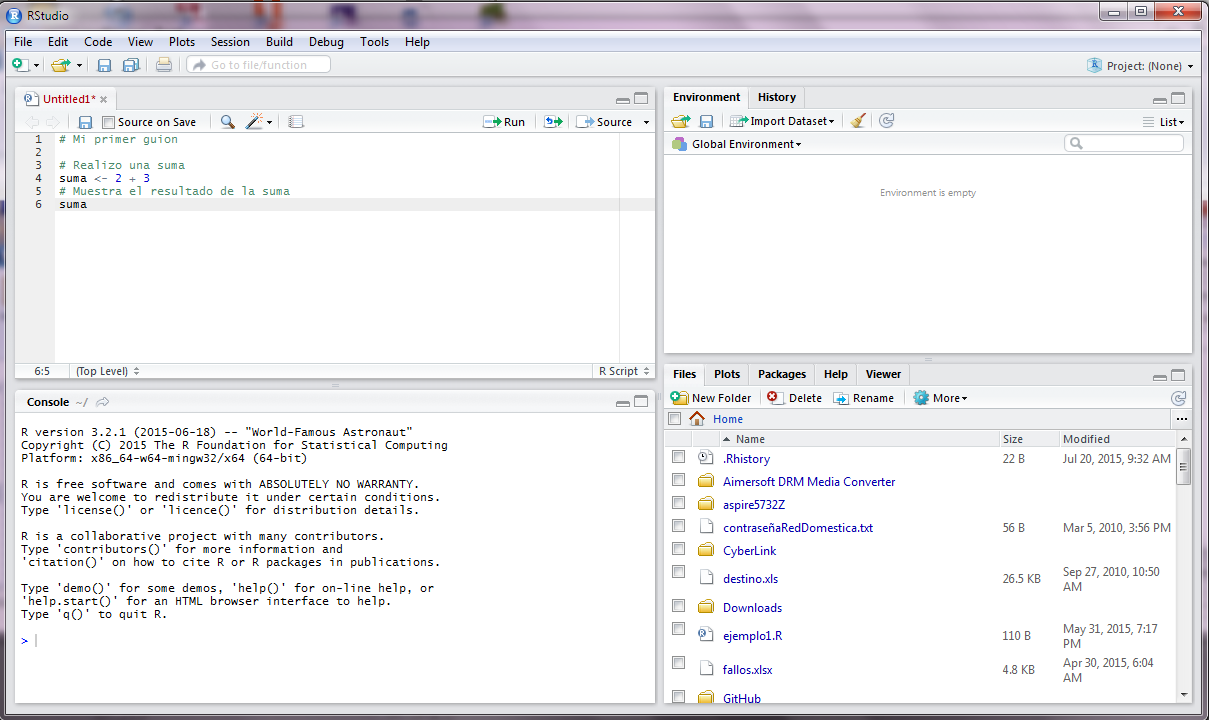 RStudio
File Edit Code View Plots Session Build Debug Tools Help
Go to file/function
Project: (None)
Untitled1*
Source on Save
Run
Source
1 # Mi primer guion
2
3 # Realizo una suma
4 suma <- 2 + 3
5 # Muestra el resultado de la suma
6 suma
6:5 (Top Level) R Script
Console ~/
R version 3.2.1 (2015-06-18) -- "World-Famous Astronaut"
Copyright (C) 2015 The R Foundation for Statistical Computing
Platform: x86_64-w64-mingw32/x64 (64-bit)
R is free software and comes with ABSOLUTELY NO WARRANTY.
You are welcome to redistribute it under certain conditions.
Type 'license()' or 'licence()' for distribution details.
R is a collaborative project with many contributors.
Type 'contributors()' for more information and
'citation()' on how to cite R or R packages in publications.
Type 'demo()' for some demos, 'help()' for on-line help, or
'help.start()' for an HTML browser interface to help.
Type 'q()' to quit R.
>
Environment History
Import Dataset List
Global Environment
Environment is empty
Files Plots Packages Help Viewer
New Folder Delete Rename More
Home ...
Name Size Modified
.Rhistory 22 B Jul 20, 2015, 9:32 AM
Aimersoft DRM Media Converter
aspire5732Z
contraseñaRedDomestica.txt 56 B Mar 5, 2010, 3:56 PM
CyberLink
destino.xls 26.5 KB Sep 27, 2010, 10:50 AM
Downloads
ejemplo1.R 110 B May 31, 2015, 7:17 PM
fallos.xlsx 4.8 KB Apr 30, 2015, 6:04 AM
GitHub